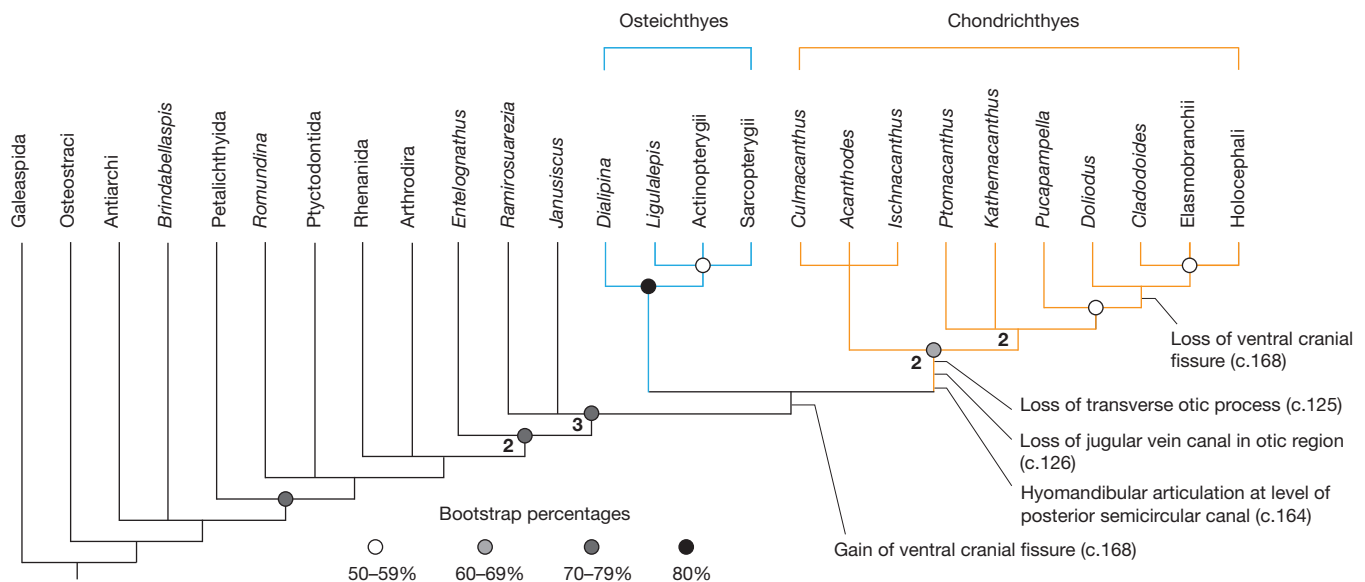 Osteichthyes
Chondrichthyes
Galeaspida
Osteostraci
Antiarchi
Brindabellaspis
Petalichthyida
Romundina
Ptyctodontida
Rhenanida
Arthrodira
Entelognathus
Ramirosuarezia
Janusiscus
Dialipina
Ligulalepis
Actinopterygii
Sarcopterygii
Culmacanthus
Acanthodes
Ischnacanthus
Ptomacanthus
Kathemacanthus
Pucapampella
Doliodus
Cladodoides
Elasmobranchii
Holocephali
2
2
3
2
Loss of ventral cranial
fissure (c.168)
Loss of transverse otic process (c.125)
Loss of jugular vein canal in otic region
(c.126)
Hyomandibular articulation at level of
posterior semicircular canal (c.164)
Gain of ventral cranial fissure (c.168)
Bootstrap percentages
50–59%
60–69%
70–79%
80%